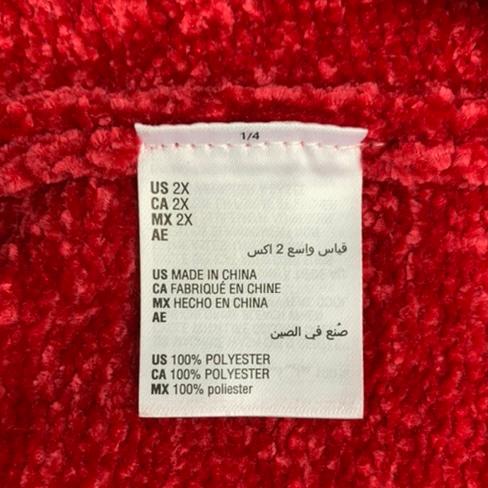 1/4
US 2X
CA 2X
MX 2X
AE
قياس واسع 2 اكس
US MADE IN CHINA
CA FABRIQUÉ EN CHINE
MX HECHO EN CHINA
AE
صُنع في الصين
US 100% POLYESTER
CA 100% POLYESTER
MX 100% poliester